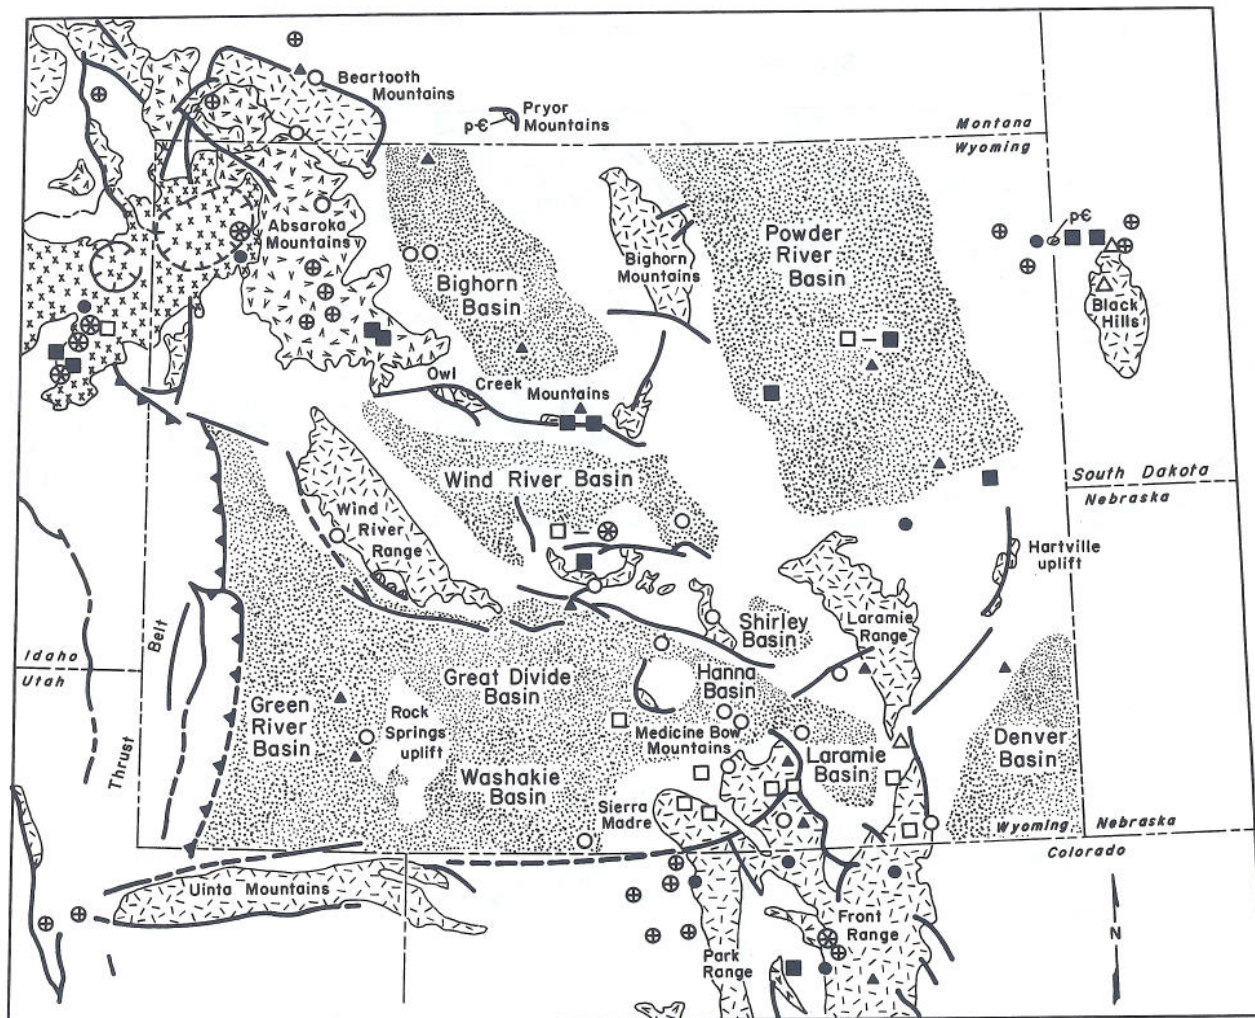 Beartooth
Mountains
p-Є
Pryor
Mountains
Montana
Wyoming
Absaroka
Mountains
Bighorn
Basin
Bighorn
Mountains
Powder
River
Basin
p-Є
Black
Hills
Owl
Creek
Mountains
Wind River Basin
South Dakota
Nebraska
Wind
River
Range
Hartville
uplift
Shirley
Basin
Laramie
Range
Idaho
Utah
Belt
Thrust
Green
River
Basin
Great Divide
Basin
Rock
Springs
uplift
Hanna
Basin
Medicine Bow
Mountains
Washakie
Basin
Laramie
Basin
Denver
Basin
Sierra
Madre
Wyoming
Nebraska
Colorado
Uinta Mountains
Park
Range
Front
Range
N